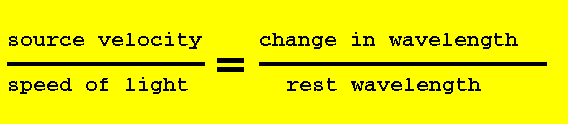 source velocity
speed of light
=
change in wavelength
rest wavelength